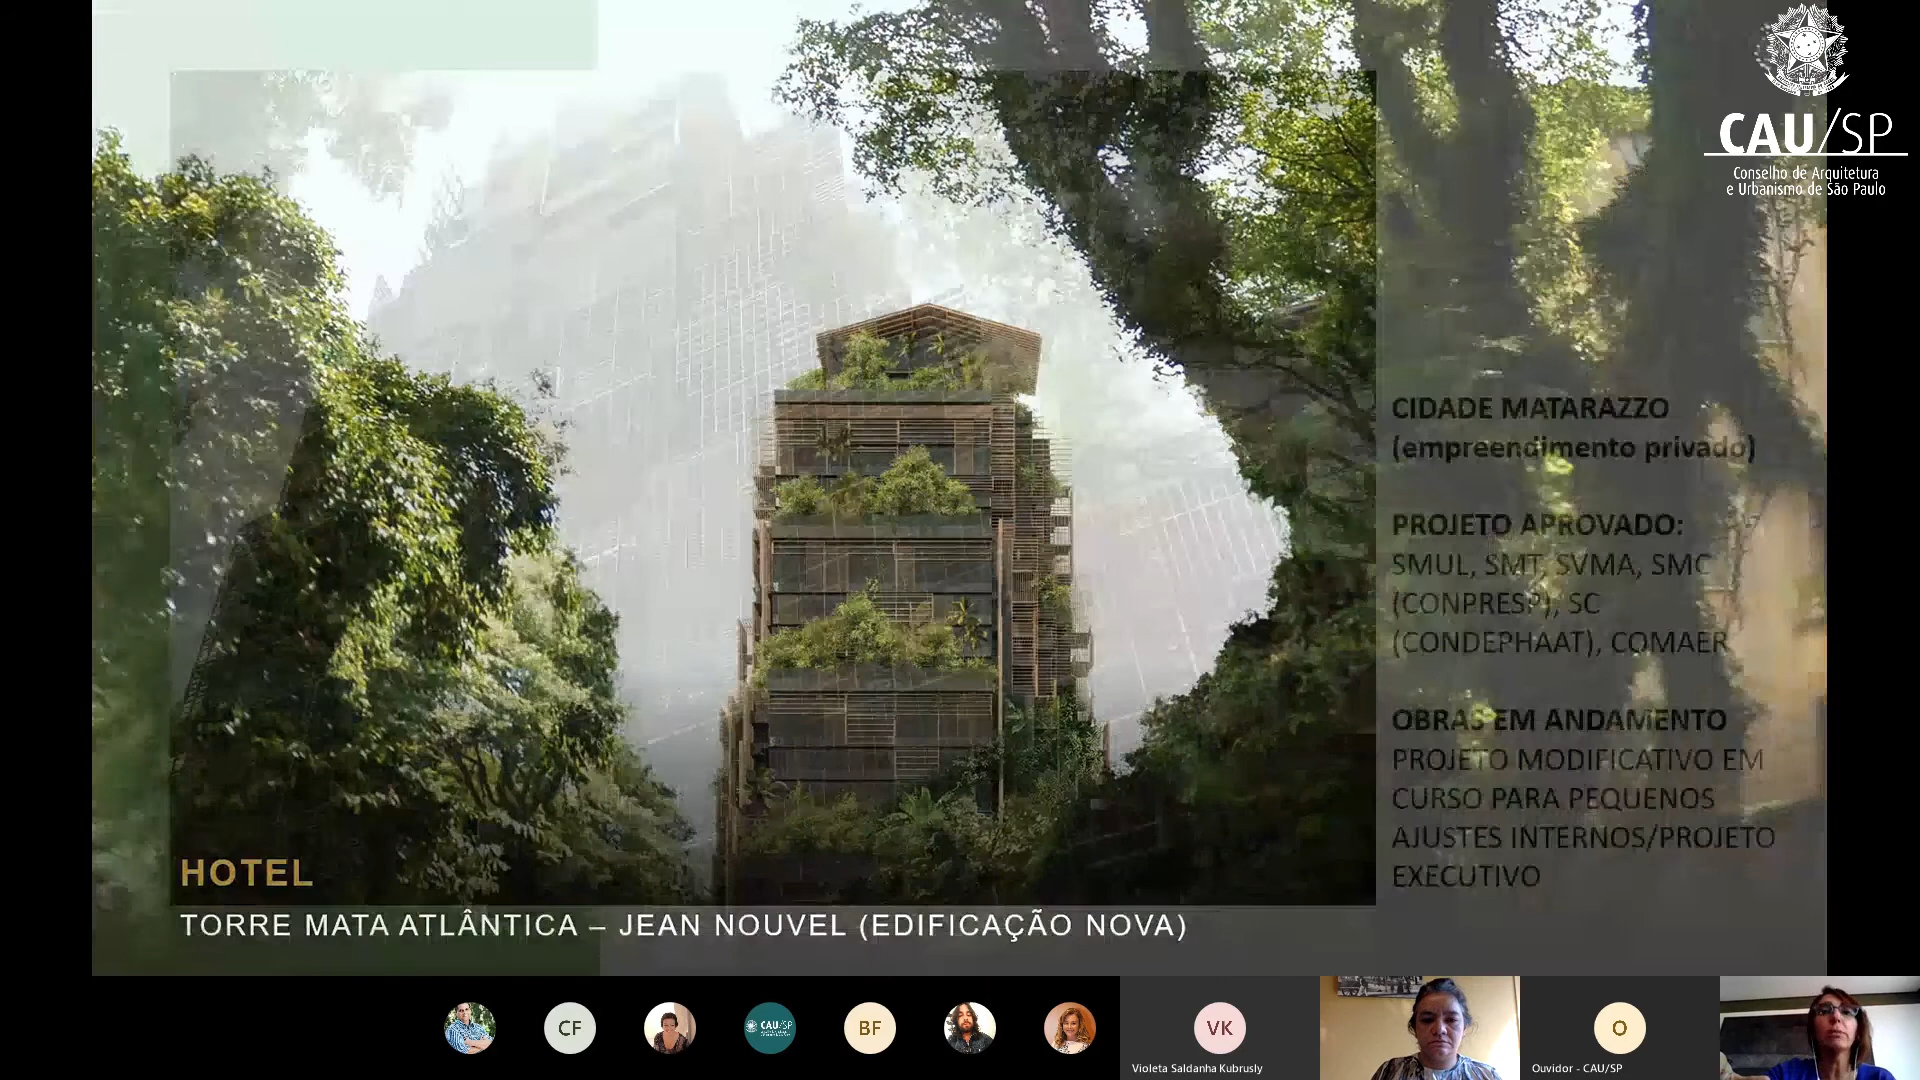 CAU/SP
Conselho de Arquitetura
e Urbanismo de São Paulo
CIDADE MATARAZZO
(empreendimento privado)
PROJETO APROVADO:
SMUL, SMT, SVMA, SMC
(CONPRESP), SC
(CONDEPHAAT), COMAER
OBRAS EM ANDAMENTO
PROJETO MODIFICATIVO EM
CURSO PARA PEQUENOS
AJUSTES INTERNOS/PROJETO
EXECUTIVO
HOTEL
TORRE MATA ATLÂNTICA – JEAN NOUVEL (EDIFICAÇÃO NOVA)
CF
CAU/SP
BF
VK
O
Violeta Saldanha Kubrusly
Ouvidor - CAU/SP